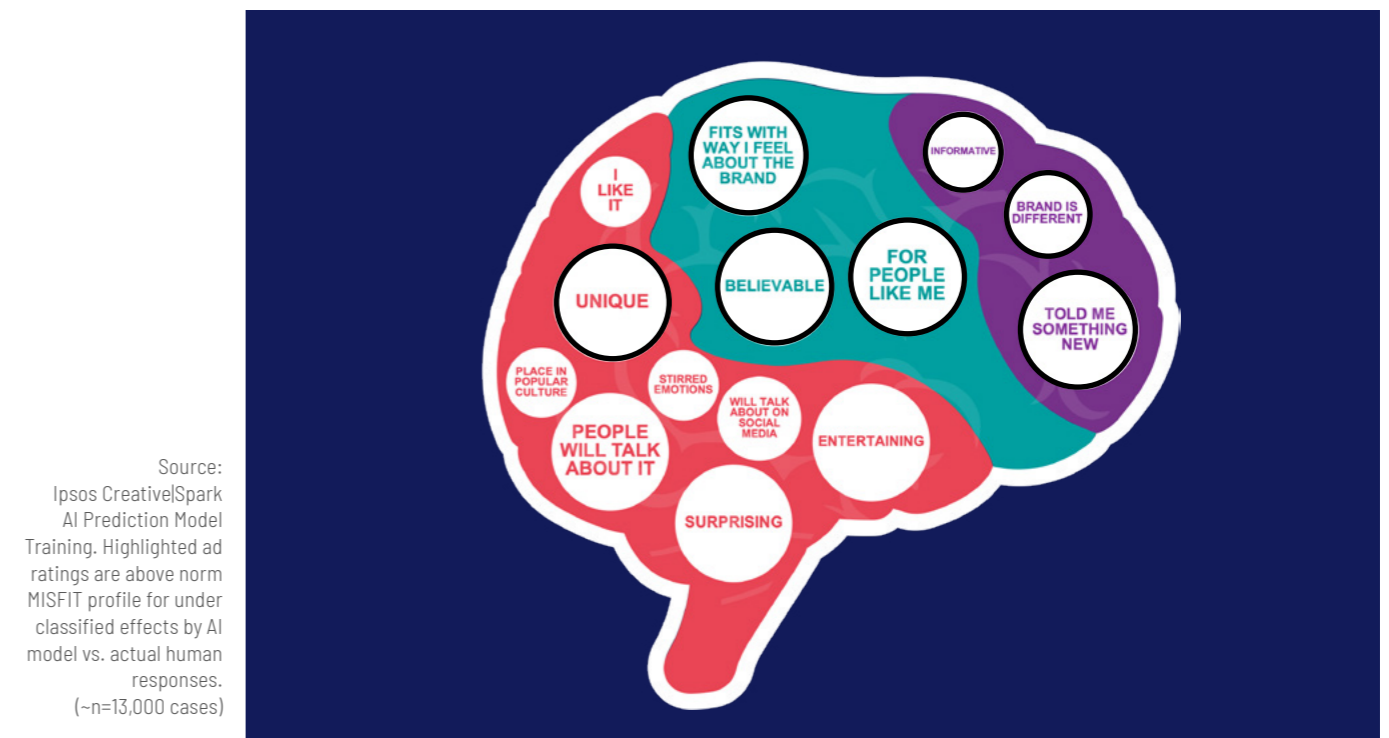 Source:
Ipsos Creative|Spark
AI Prediction Model
Training. Highlighted ad
ratings are above norm
MISFIT profile for under
classified effects by AI
model vs. actual human
responses.
(~n=13,000 cases)
I
LIKE
IT
UNIQUE
PLACE IN
POPULAR
CULTURE
PEOPLE
WILL TALK
ABOUT IT
STIRRED
EMOTIONS
WILL TALK
ABOUT ON
SOCIAL
MEDIA
ENTERTAINING
SURPRISING
FITS WITH
WAY I FEEL
ABOUT THE
BRAND
BELIEVABLE
FOR
PEOPLE
LIKE ME
INFORMATIVE
BRAND IS
DIFFERENT
TOLD ME
SOMETHING
NEW